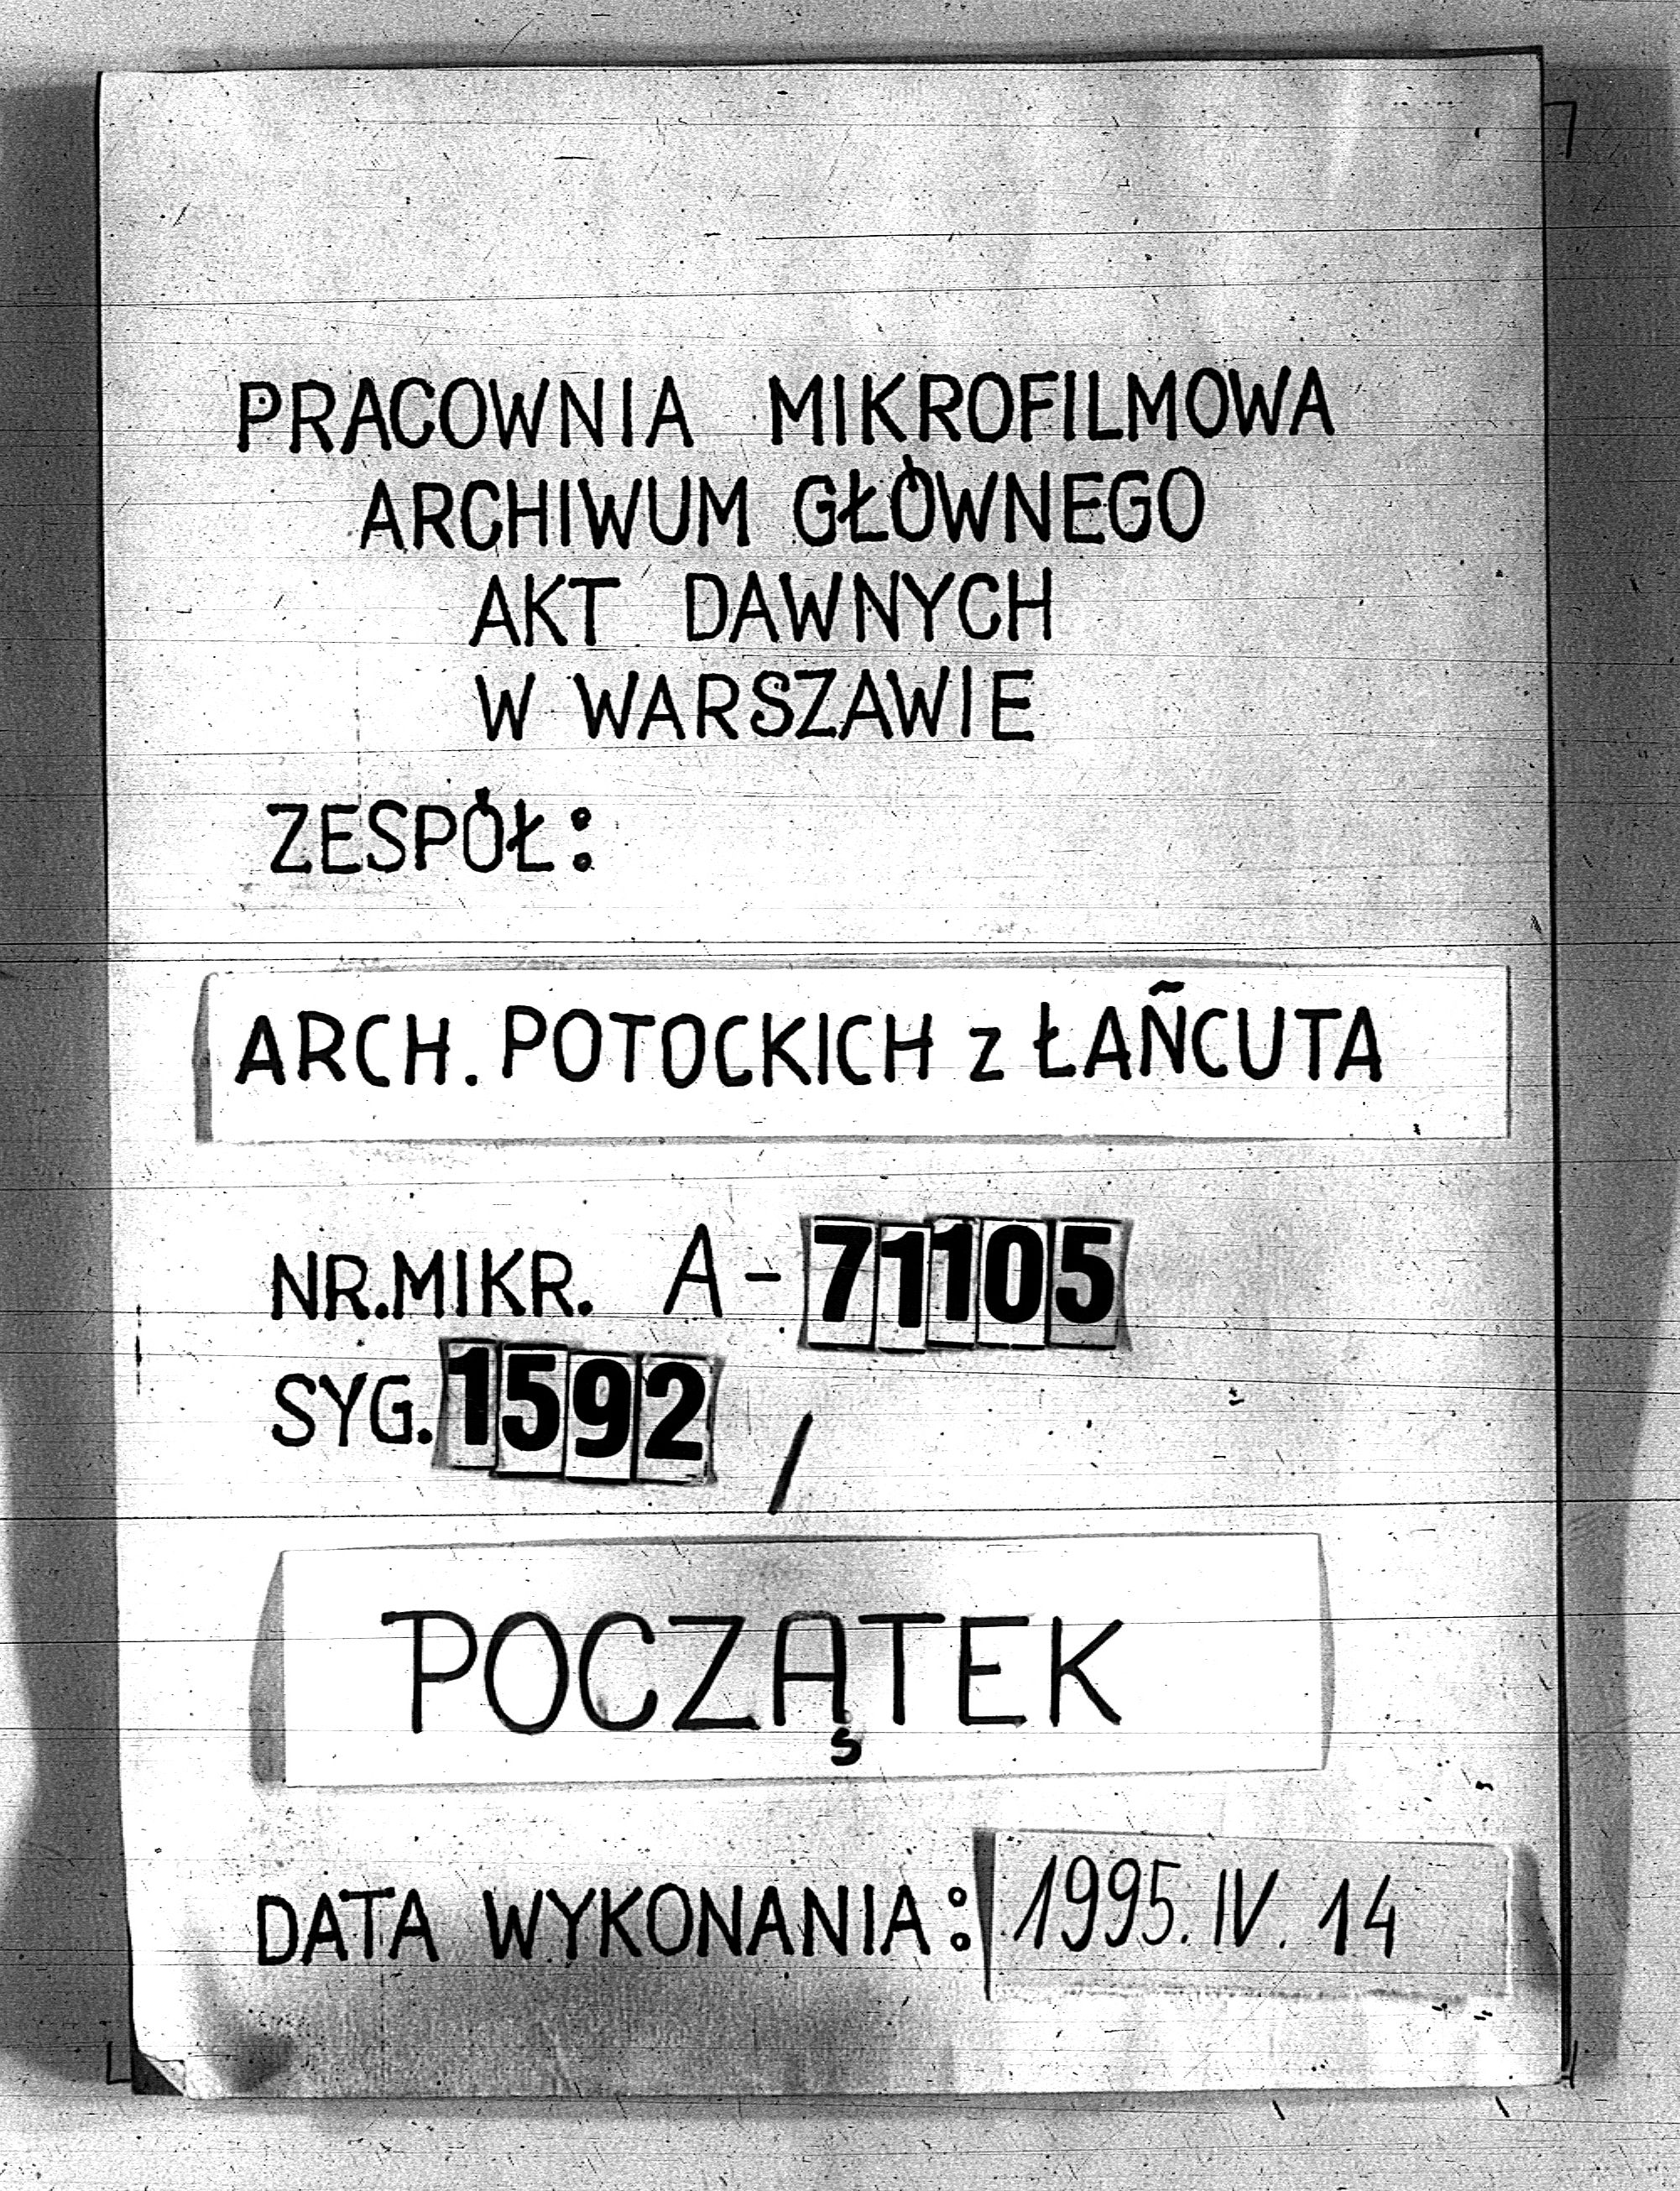 PRACOWNIA MIKROFILMOWA
ARCHIWUM GŁÓWNEGO
AKT DAWNYCH
W WARSZAWIE
ZESPÓŁ:
ARCH. POTOCKICH z ŁAŃCUTA
NR.MIKR. A-71105
SYG. 1592 /
POCZĄTEK
DATA WYKONANIA: 1995.IV.14